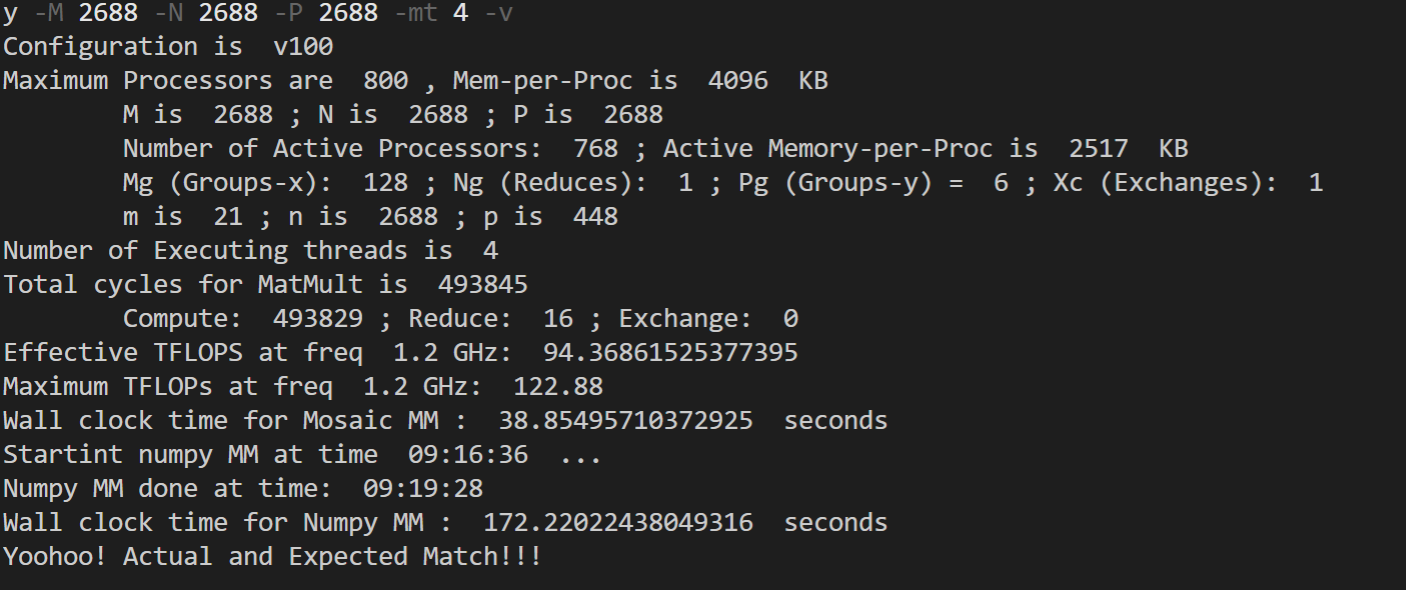 y -M 2688 -N 2688 -P 2688 -mt 4 -v
Configuration is  v100
Maximum Processors are  800 , Mem-per-Proc is  4096  KB
M is  2688 ; N is  2688 ; P is  2688
Number of Active Processors:  768 ; Active Memory-per-Proc is  2517  KB
Mg (Groups-x):  128 ; Ng (Reduces):  1 ; Pg (Groups-y) =  6 ; Xc (Exchanges):  1
m is  21 ; n is  2688 ; p is  448
Number of Executing threads is  4
Total cycles for MatMult is  493845
Compute:  493829 ; Reduce:  16 ; Exchange:  0
Effective TFLOPS at freq  1.2 GHz:  94.36861525377395
Maximum TFLOPs at freq  1.2 GHz:  122.88
Wall clock time for Mosaic MM :  38.85495710372925  seconds
Startint numpy MM at time  09:16:36  ...
Numpy MM done at time:  09:19:28
Wall clock time for Numpy MM :  172.22022438049316  seconds
Yoohoo! Actual and Expected Match!!!